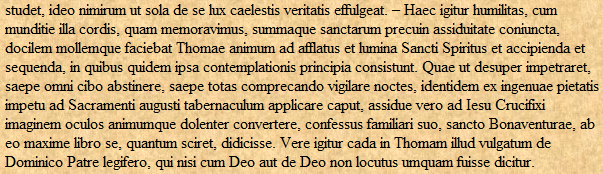 studet, ideo nimirum ut sola de se lux caelestis veritatis effulgeat. – Haec igitur humilitas, cum
munditie illa cordis, quam memoravimus, summaque sanctarum precuin assiduitate coniuncta,
docilem mollemque faciebat Thomae animum ad afflatus et lumina Sancti Spiritus et accipienda et
sequenda, in quibus quidem ipsa contemplationis principia consistunt. Quae ut desuper impetraret,
saepe omni cibo abstinere, saepe totas comprecando vigilare noctes, identidem ex ingenuae pietatis
impetu ad Sacramenti augusti tabernaculum applicare caput, assidue vero ad Iesu Crucifixi
imaginem oculos animumque dolenter convertere, confessus familiari suo, sancto Bonaventurae, ab
eo maxime libro se, quantum sciret, didicisse. Vere igitur cada in Thomam illud vulgatum de
Dominico Patre legifero, qui nisi cum Deo aut de Deo non locutus umquam fuisse dicitur.